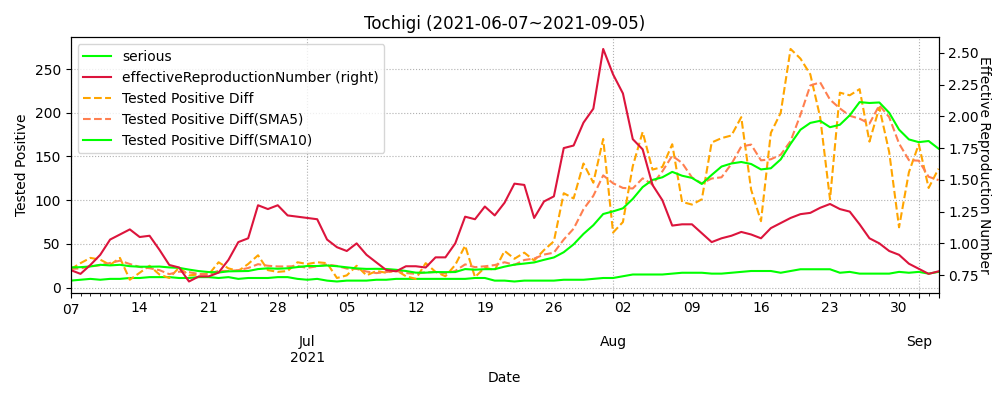 Tochigi (2021-06-07~2021-09-05)
serious
effectiveReproductionNumber (right)
Tested Positive Diff
Tested Positive Diff(SMA5)
Tested Positive Diff(SMA10)
Tested Positive
250
200
150
100
50
0
2.50
2.25
2.00
1.75
1.50
1.25
1.00
0.75
Effective Reproduction Number
07 14 21 28 05 12 19 26 02 09 16 23 30
Jul Aug Sep
2021
Date